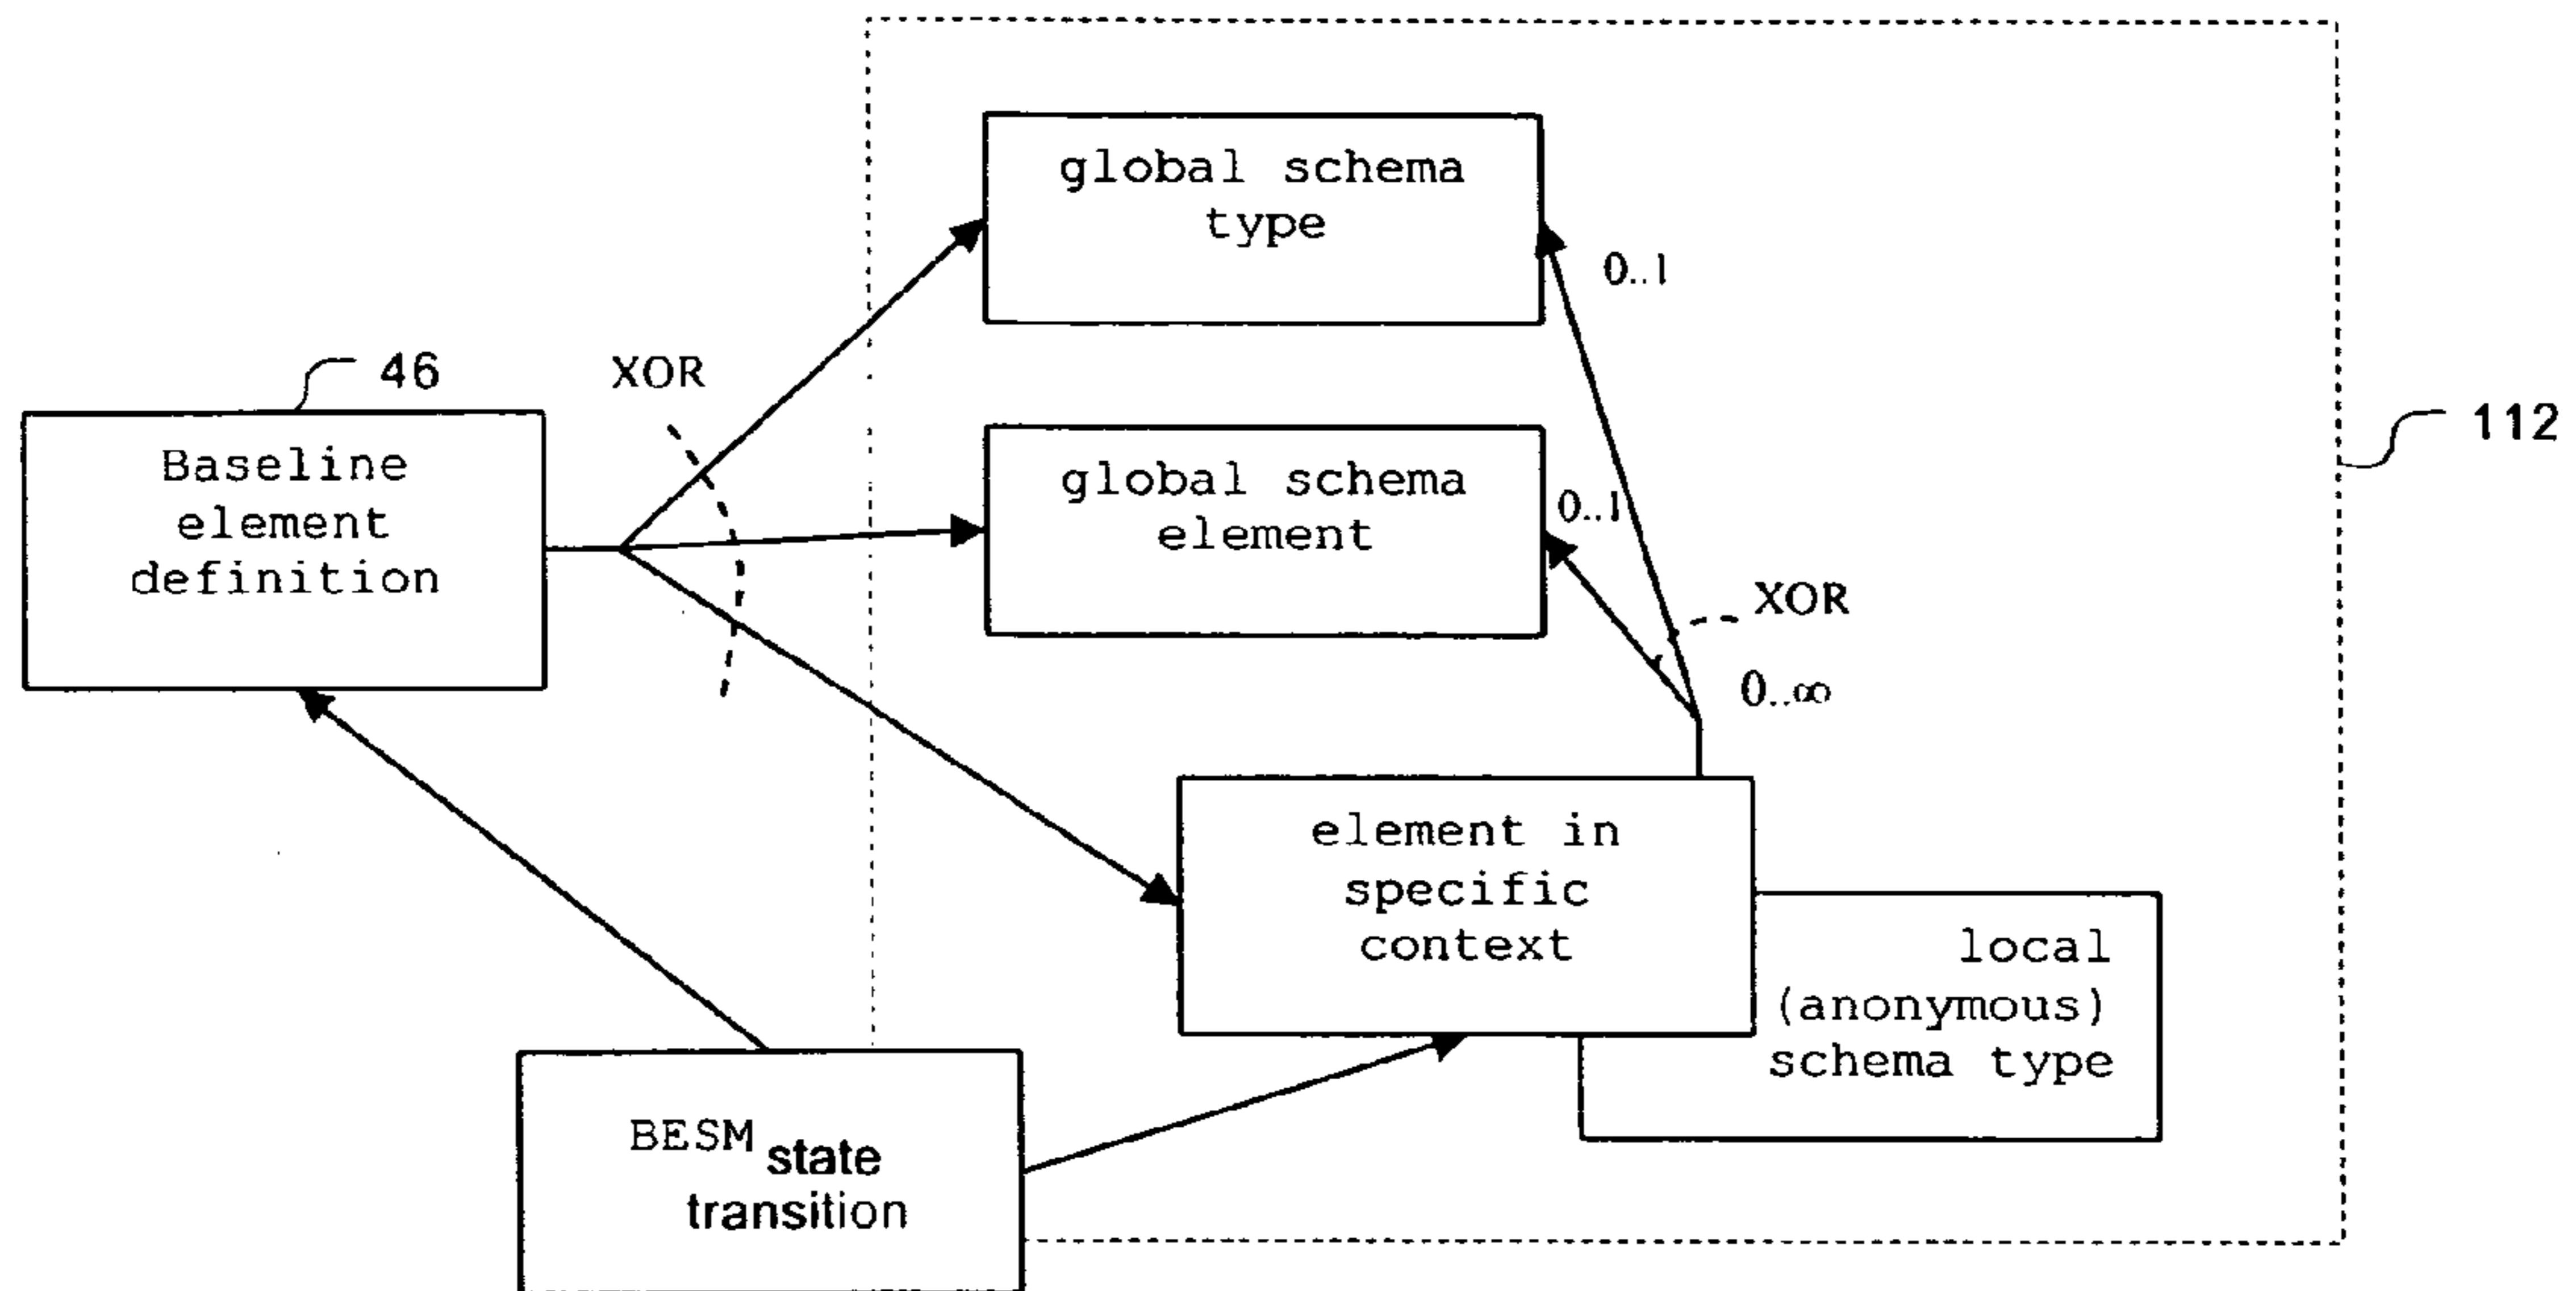 global schema
type
0..1
46
XOR
112
Baseline
element
definition
global schema
element
0..1
XOR
0..∞
element in
specific
context
local
(anonymous)
schema type
BESM state
transition